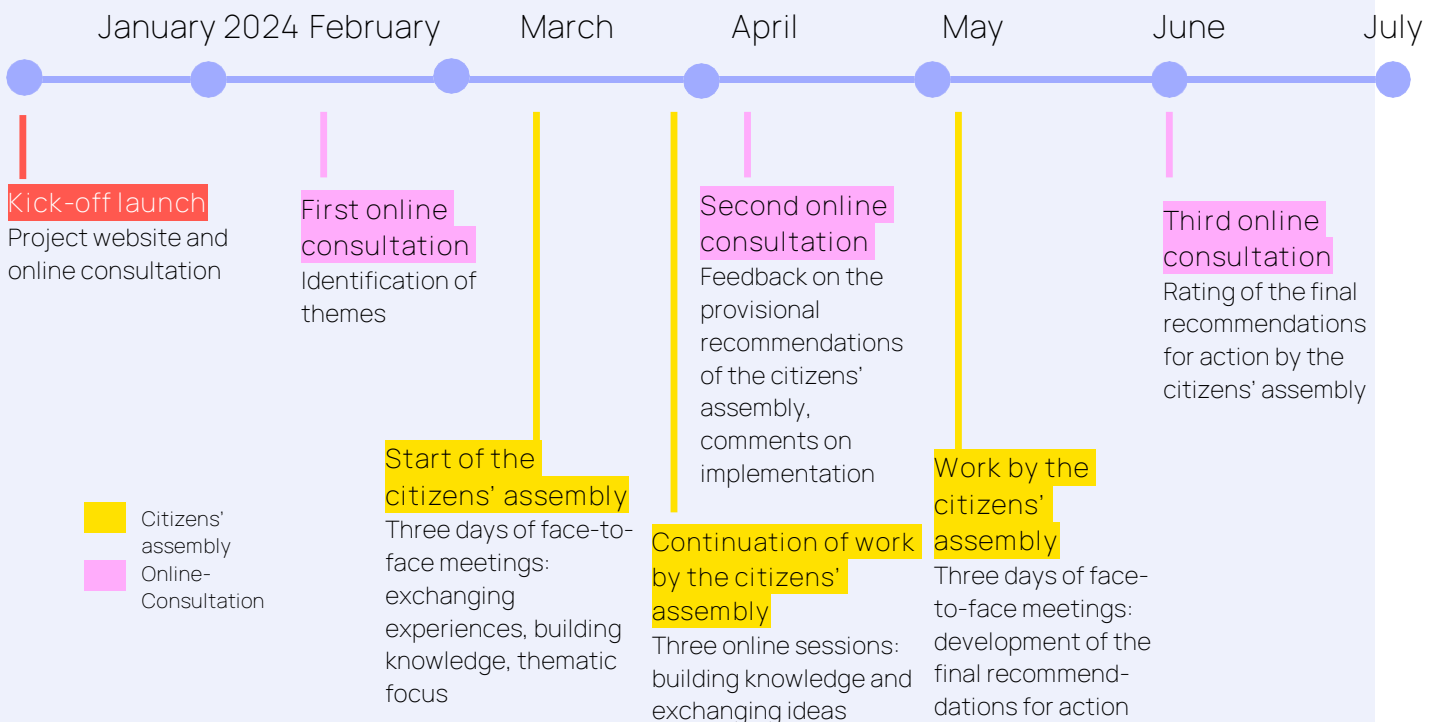 January 2024 February March April May June July
Kick-off launch
Project website and
online consultation
First online
consultation
Identification of
themes
Second online
consultation
Feedback on the
provisional
recommendations
of the citizens’
assembly,
comments on
implementation
Third online
consultation
Rating of the final
recommendations
for action by the
citizens’ assembly
Start of the
citizens’ assembly
Three days of face-to-
face meetings:
exchanging
experiences, building
knowledge, thematic
focus
Continuation of work
by the citizens’
assembly
Three online sessions:
building knowledge and
exchanging ideas
Work by the
citizens’
assembly
Three days of face-
to-face meetings:
development of the
final recommend-
dations for action
Citizens’
assembly
Online-
Consultation